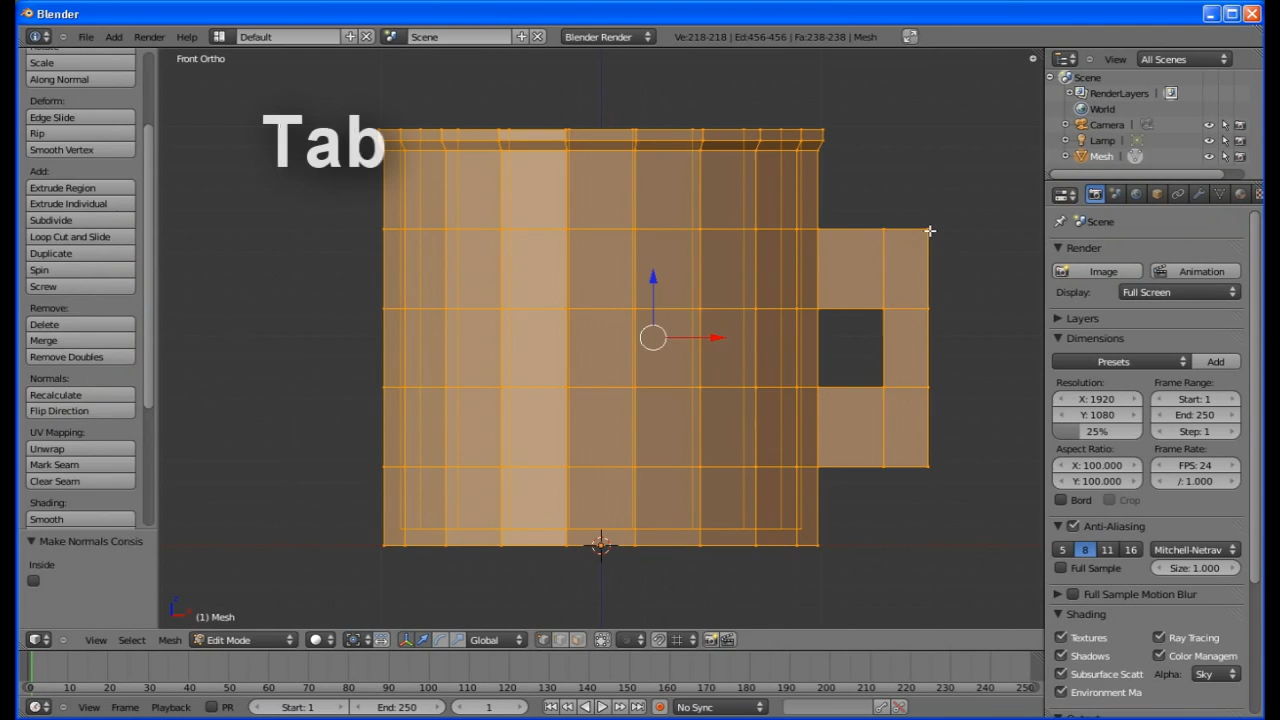 Blender
File Add Render Help Default Scene Blender Render Ve:218-218 | Ed:456-456 | Fa:238-238 | Mesh
View All Scenes
Scale
Along Normal
Deform:
Edge Slide
Rip
Smooth Vertex
Add:
Extrude Region
Extrude Individual
Subdivide
Loop Cut and Slide
Duplicate
Spin
Screw
Remove:
Delete
Merge
Remove Doubles
Normals:
Recalculate
Flip Direction
UV Mapping:
Unwrap
Mark Seam
Clear Seam
Shading:
Smooth
Make Normals Consis
Inside
Front Ortho
Tab
z
x
(1) Mesh
View Select Mesh Edit Mode Global
Scene
RenderLayers
World
Camera
Lamp
Mesh
Scene
Render
Image Animation
Display: Full Screen
Layers
Dimensions
Presets Add
Resolution: Frame Range:
X: 1920 Start: 1
Y: 1080 End: 250
25% Step: 1
Aspect Ratio: Frame Rate:
X: 100.000 FPS: 24
Y: 100.000 /: 1.000
Bord Crop
Anti-Aliasing
5 8 11 16 Mitchell-Netrav
Full Sample Size: 1.000
Full Sample Motion Blur
Shading
Textures Ray Tracing
Shadows Color Managem
Subsurface Scatt Alpha: Sky
Environment Ma
0 10 20 30 40 50 60 70 80 90 100 110 120 130 140 150 160 170 180 190 200 210 220 230 240 250
View Frame Playback PR Start: 1 End: 250 1 No Sync